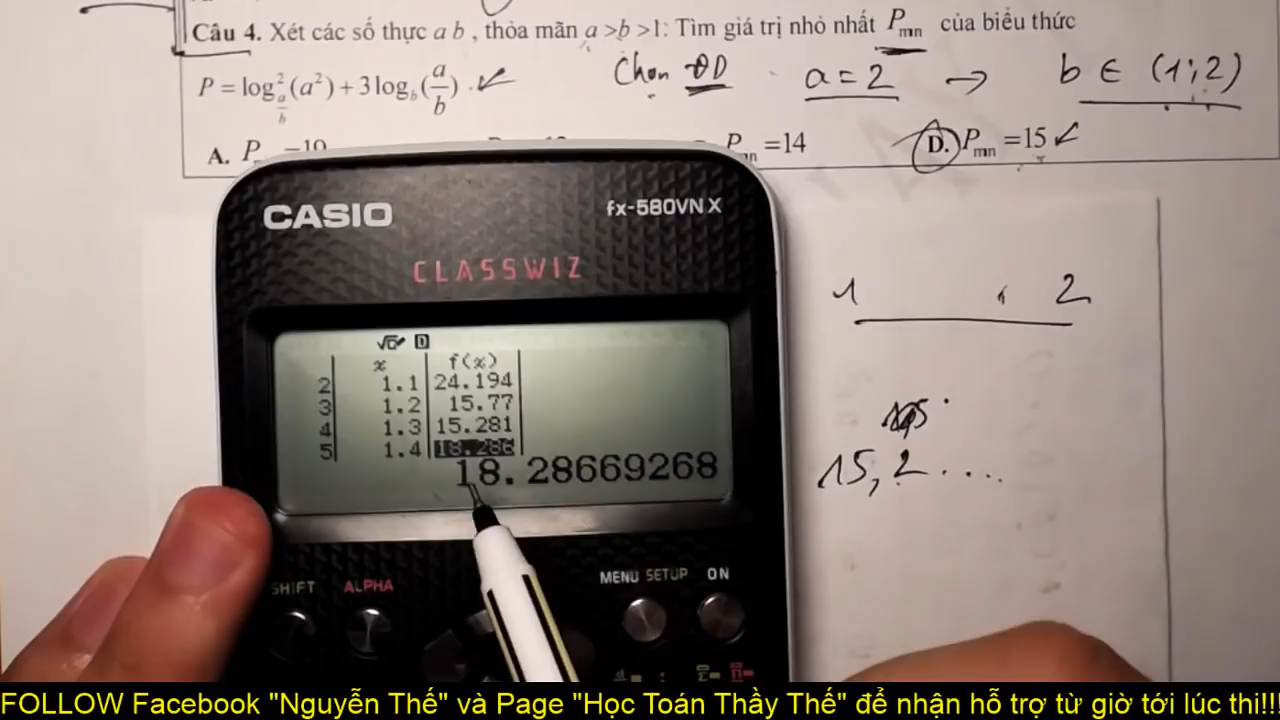 Câu 4. Xét các số thực a b , thỏa mãn a >b >1: Tìm giá trị nhỏ nhất Pmn của biểu thức
P = log²_{a/b}(a²) + 3log_b(a/b) .
Chọn ĐD a = 2 → b ∈ (1;2)
A. P =14 D. Pmn =15
CASIO fx-580VN X
CLASSWIZ
1 2
√D D
x f(x)
2 1.1 24.194
3 1.2 15.77
4 1.3 15.281
5 1.4 18.286
18.28669268
15,2....
SHIFT ALPHA MENU SETUP ON
FOLLOW Facebook "Nguyễn Thế" và Page "Học Toán Thầy Thế" để nhận hỗ trợ từ giờ tới lúc thi!!!